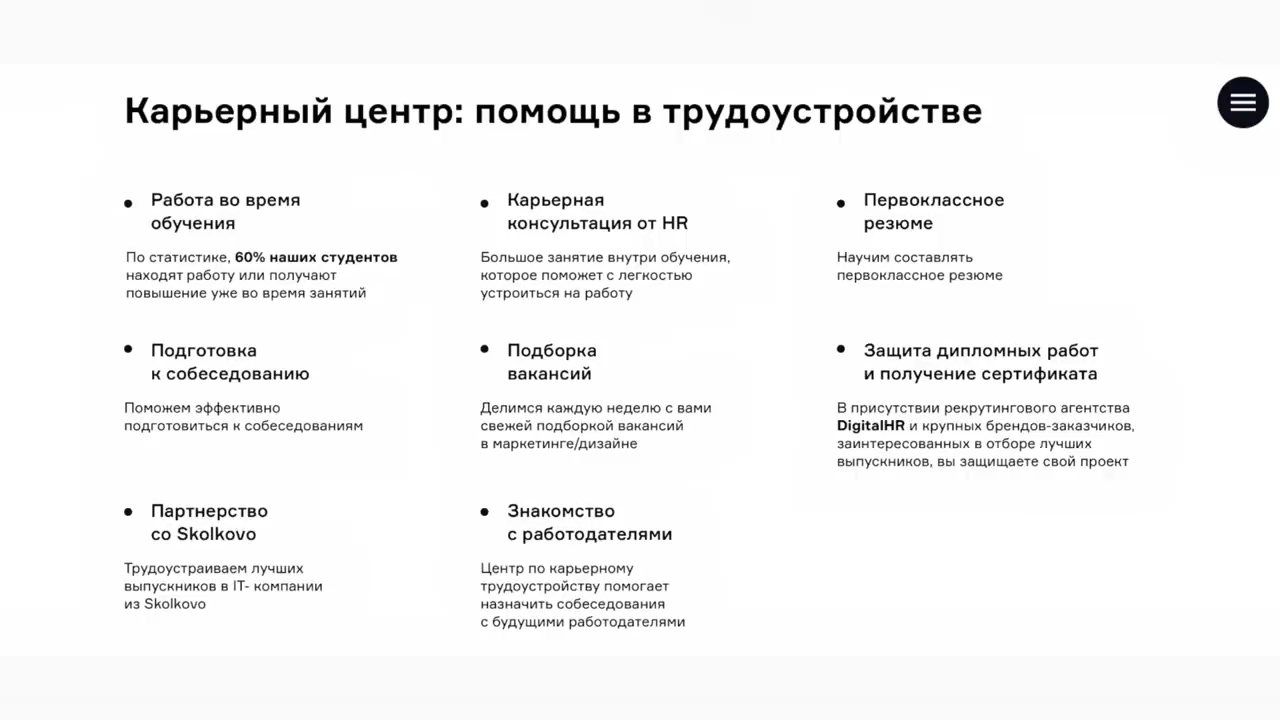 Карьерный центр: помощь в трудоустройстве
Работа во время
обучения
По статистике, 60% наших студентов
находят работу или получают
повышение уже во время занятий
Карьерная
консультация от HR
Большое занятие внутри обучения,
которое поможет с легкостью
устроиться на работу
Первоклассное
резюме
Научим составлять
первоклассное резюме
Подготовка
к собеседованию
Поможем эффективно
подготовиться к собеседованиям
Подборка
вакансий
Делимся каждую неделю с вами
свежей подборкой вакансий
в маркетинге/дизайне
Защита дипломных работ
и получение сертификата
В присутствии рекрутингового агентства
DigitalHR и крупных брендов-заказчиков,
заинтересованных в отборе лучших
выпускников, вы защищаете свой проект
Партнерство
со Skolkovo
Трудоустраиваем лучших
выпускников в IT- компании
из Skolkovo
Знакомство
с работодателями
Центр по карьерному
трудоустройству помогает
назначить собеседования
с будущими работодателями